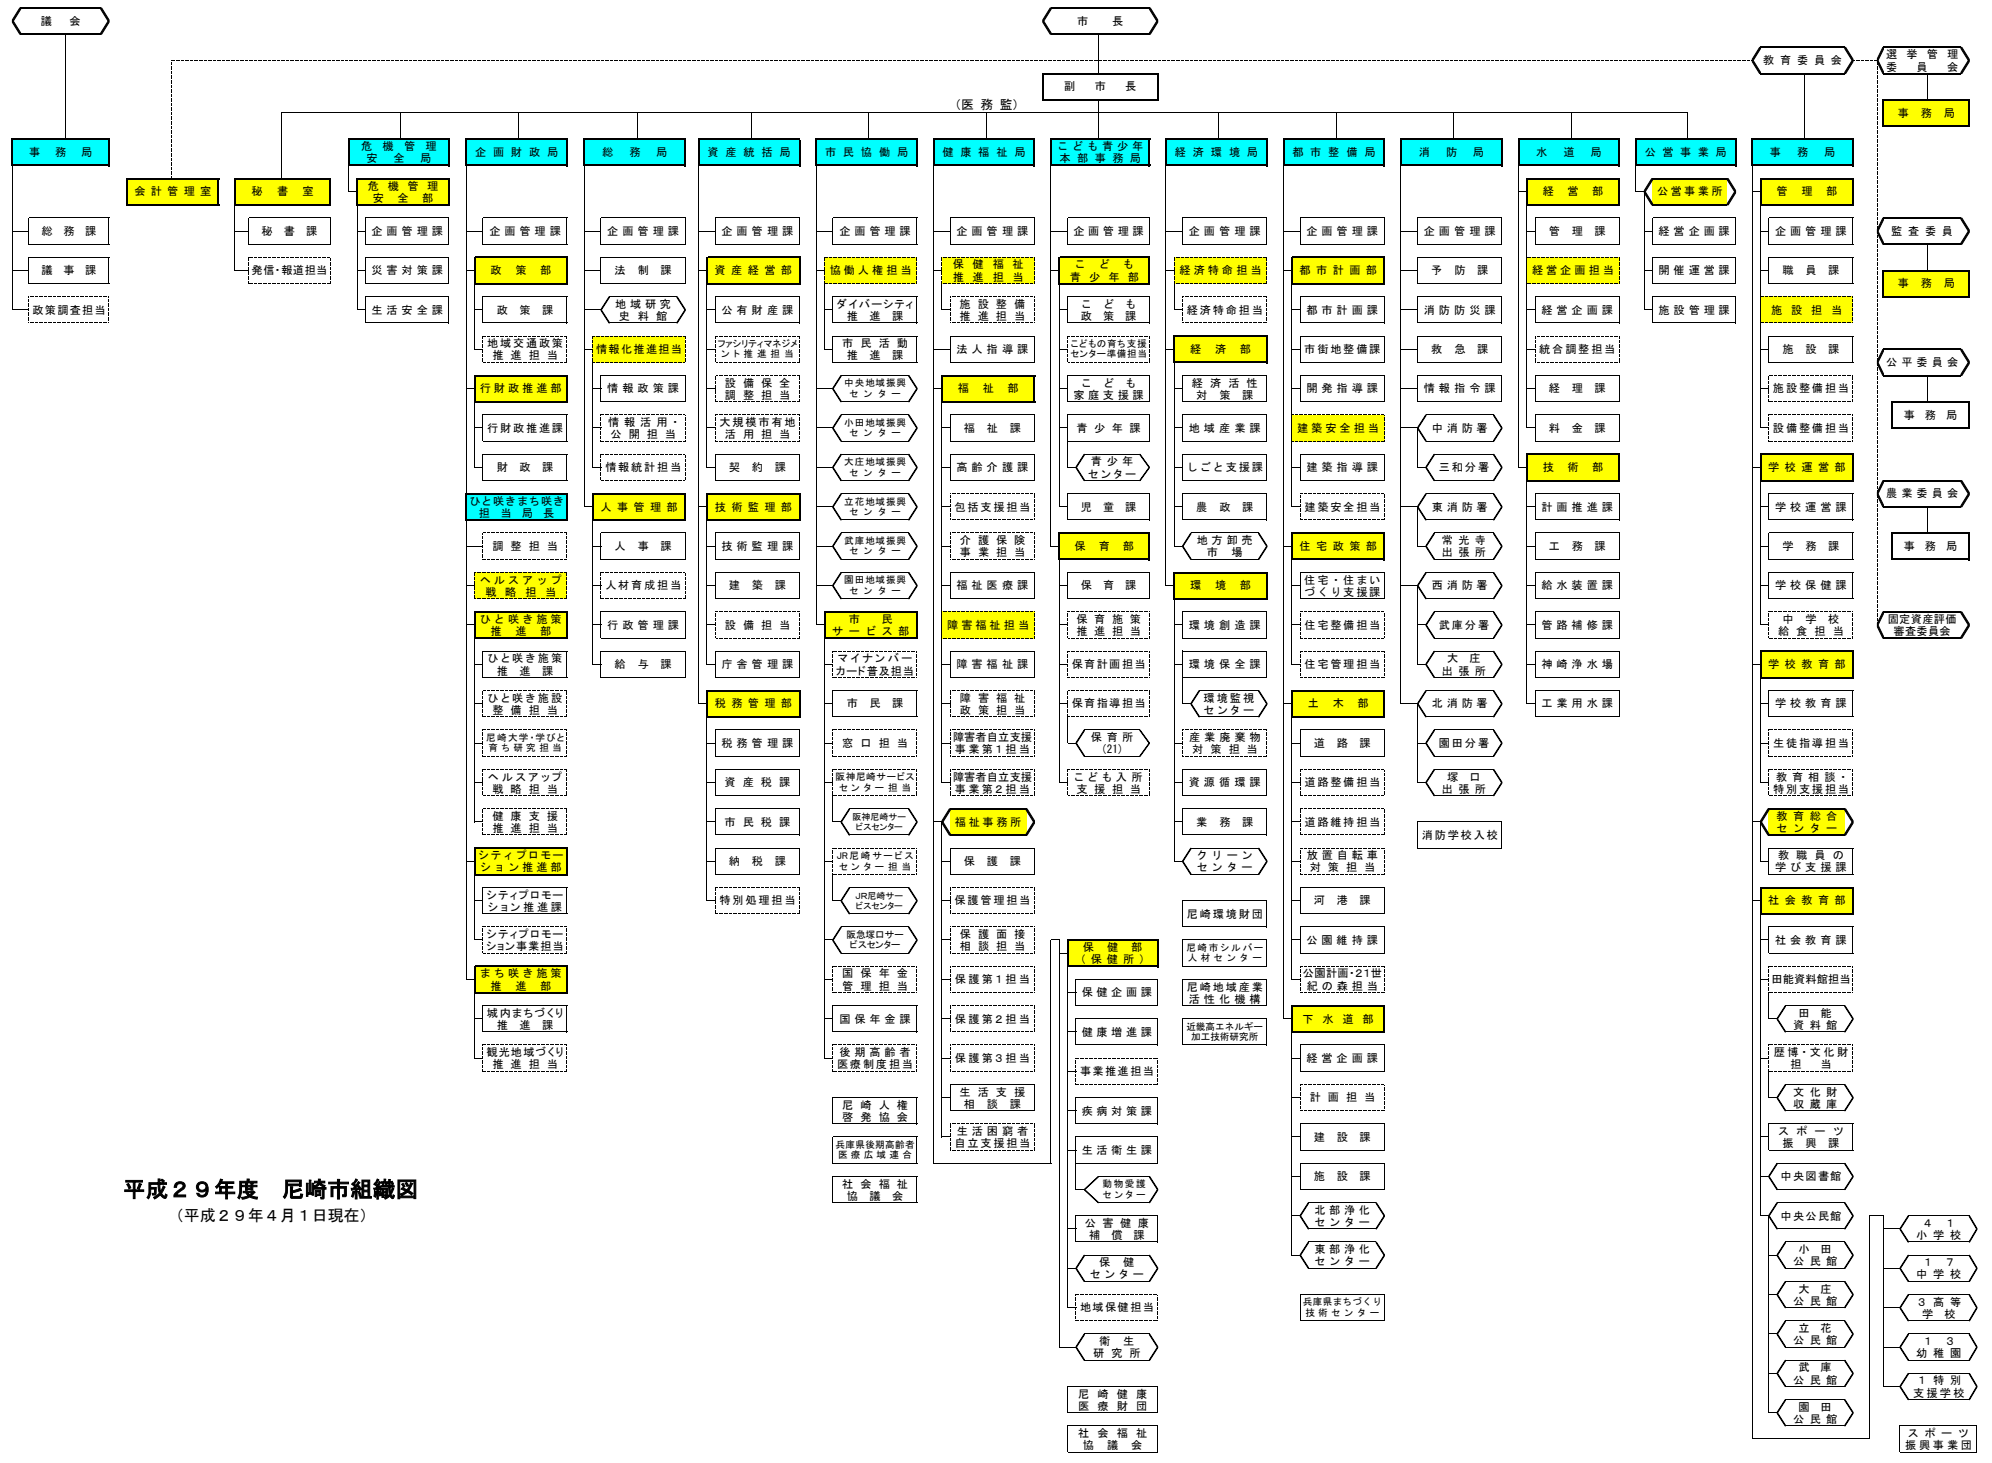 議会
市長
教育委員会
選挙管理
委員会
副市長
(医務監)
事務局
会計管理室
秘書室
秘書課
発信・報道担当
事務局
総務課
議事課
政策調査担当
危機管理
安全局
危機管理
安全部
企画管理課
災害対策課
生活安全課
企画財政局
企画管理課
政策部
政策課
地域交通政策
推進担当
行財政推進部
行財政推進課
財政課
ひと咲きまち咲き
担当局長
調整担当
ヘルスアップ
戦略担当
ひと咲き施策
推進部
ひと咲き施策
推進課
ひと咲き施設
整備担当
尼崎大学・学びと
育ち研究担当
ヘルスアップ
戦略担当
健康支援
推進担当
シティプロモー
ション推進部
シティプロモー
ション推進課
シティプロモー
ション事業担当
まち咲き施策
推進部
城内まちづくり
推進課
観光地域づくり
推進担当
総務局
企画管理課
法制課
地域研究
史料館
情報化推進担当
情報政策課
情報活用・
公開担当
情報統計担当
人事管理部
人事課
人材育成担当
行政管理課
給与課
資産統括局
企画管理課
資産経営部
公有財産課
ファシリティマネジメ
ント推進担当
設備保全
調整担当
大規模市有地
活用担当
契約課
技術監理部
技術監理課
建築課
設備担当
庁舎管理課
税務管理部
税務管理課
資産税課
市民税課
納税課
特別処理担当
市民協働局
企画管理課
協働人権担当
ダイバーシティ
推進課
市民活動
推進課
中央地域振興
センター
小田地域振興
センター
大庄地域振興
センター
立花地域振興
センター
武庫地域振興
センター
園田地域振興
センター
市民
サービス部
マイナンバー
カード普及担当
市民課
窓口担当
阪神尼崎サービス
センター担当
阪神尼崎サー
ビスセンター
JR尼崎サービス
センター担当
JR尼崎サー
ビスセンター
阪急塚口サー
ビスセンター
国保年金
管理担当
国保年金課
後期高齢者
医療制度担当
尼崎人権
啓発協会
兵庫県後期高齢者
医療広域連合
社会福祉
協議会
健康福祉局
企画管理課
保健福祉
推進担当
施設整備
推進担当
法人指導課
福祉部
福祉課
高齢介護課
包括支援担当
介護保険
事業担当
福祉医療課
障害福祉担当
障害福祉課
障害福祉
政策担当
障害者自立支援
事業第1担当
障害者自立支援
事業第2担当
福祉事務所
保護課
保護管理担当
保護面接
相談担当
保護第1担当
保護第2担当
保護第3担当
生活支援
相談課
生活困窮者
自立支援担当
こども青少年
本部事務局
企画管理課
こども
青少年部
こども
政策課
こどもの育ち支援
センター準備担当
こども
家庭支援課
青少年課
青少年
センター
児童課
保育部
保育課
保育施策
推進担当
保育計画担当
保育指導担当
保育所
(21)
こども入所
支援担当
保健部
(保健所)
保健企画課
健康増進課
事業推進担当
疾病対策課
生活衛生課
動物愛護
センター
公害健康
補償課
保健
センター
地域保健担当
衛生
研究所
尼崎健康
医療財団
社会福祉
協議会
経済環境局
企画管理課
経済特命担当
経済特命担当
経済部
経済活性
対策課
地域産業課
しごと支援課
農政課
地方卸売
市場
環境部
環境創造課
環境保全課
環境監視
センター
産業廃棄物
対策担当
資源循環課
業務課
クリーン
センター
尼崎環境財団
尼崎市シルバー
人材センター
尼崎地域産業
活性化機構
近畿高エネルギー
加工技術研究所
都市整備局
企画管理課
都市計画部
都市計画課
市街地整備課
開発指導課
建築安全担当
建築指導課
建築安全担当
住宅政策部
住宅・住まい
づくり支援課
住宅整備担当
住宅管理担当
土木部
道路課
道路整備担当
道路維持担当
放置自転車
対策担当
河港課
公園維持課
公園計画・21世
紀の森担当
下水道部
経営企画課
計画担当
建設課
施設課
北部浄化
センター
東部浄化
センター
兵庫県まちづくり
技術センター
消防局
企画管理課
予防課
消防防災課
救急課
情報指令課
中消防署
三和分署
東消防署
常光寺
出張所
西消防署
武庫分署
大庄
出張所
北消防署
園田分署
塚口
出張所
消防学校入校
水道局
経営部
管理課
経営企画担当
経営企画課
統合調整担当
経理課
料金課
技術部
計画推進課
工務課
給水装置課
管路補修課
神崎浄水場
工業用水課
公営事業局
公営事業所
経営企画課
開催運営課
施設管理課
事務局
管理部
企画管理課
職員課
施設担当
施設課
施設整備担当
設備整備担当
学校運営部
学校運営課
学務課
学校保健課
中学校
給食担当
学校教育部
学校教育課
生徒指導担当
教育相談・
特別支援担当
教育総合
センター
教職員の
学び支援課
社会教育部
社会教育課
田能資料館担当
田能
資料館
歴博・文化財
担当
文化財
収蔵庫
スポーツ
振興課
中央図書館
中央公民館
小田
公民館
大庄
公民館
立花
公民館
武庫
公民館
園田
公民館
41
小学校
17
中学校
3高等
学校
13
幼稚園
1特別
支援学校
スポーツ
振興事業団
監査委員
事務局
公平委員会
事務局
農業委員会
事務局
固定資産評価
審査委員会
平成29年度 尼崎市組織図
(平成29年4月1日現在)